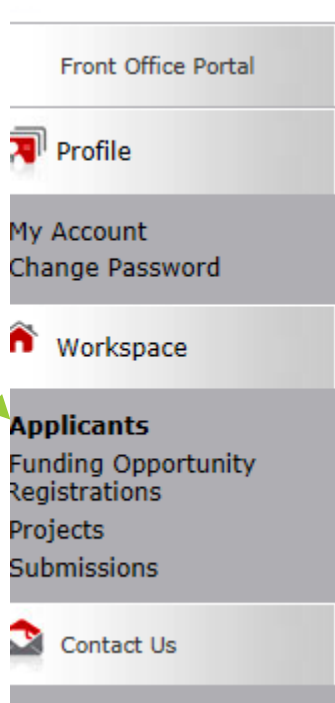 Front Office Portal
Profile
My Account
Change Password
Workspace
Applicants
Funding Opportunity
Registrations
Projects
Submissions
Contact Us